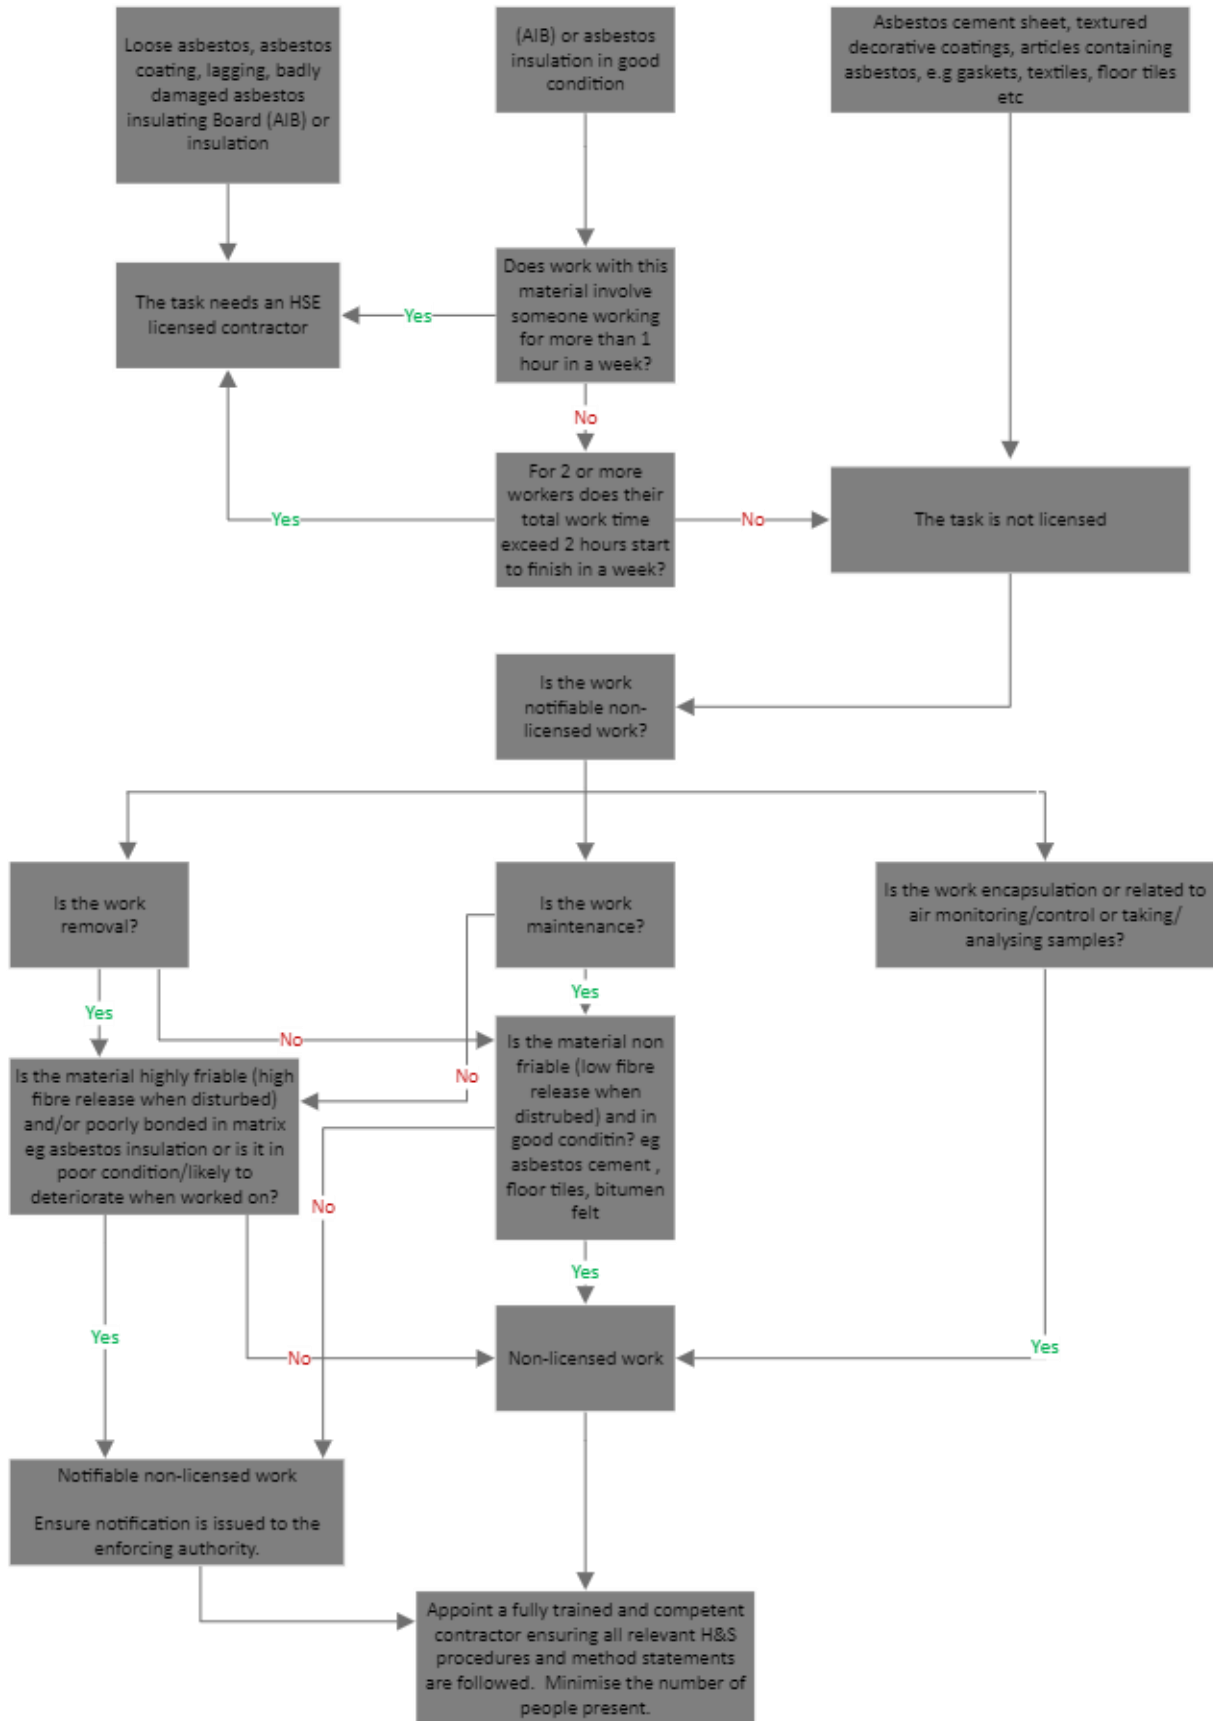 Loose asbestos, asbestos
coating, lagging, badly
damaged asbestos
insulating Board (AIB) or
insulation
(AIB) or asbestos
insulation in good
condition
Asbestos cement sheet, textured
decorative coatings, articles containing
asbestos, e.g gaskets, textiles, floor tiles
etc
The task needs an HSE
licensed contractor
Yes
Does work with this
material involve
someone working
for more than 1
hour in a week?
No
For 2 or more
workers does their
total work time
exceed 2 hours start
to finish in a week?
Yes
No
The task is not licensed
Is the work
notifiable non-
licensed work?
Is the work
removal?
Is the work
maintenance?
Is the work encapsulation or related to
air monitoring/control or taking/
analysing samples?
Yes
Yes
No
No
Is the material highly friable (high
fibre release when disturbed)
and/or poorly bonded in matrix
eg asbestos insulation or is it in
poor condition/likely to
deteriorate when worked on?
Is the material non
friable (low fibre
release when
distrubed) and in
good conditin? eg
asbestos cement ,
floor tiles, bitumen
felt
No
Yes
Yes
No
Non-licensed work
Yes
Notifiable non-licensed work
Ensure notification is issued to the
enforcing authority.
Appoint a fully trained and competent
contractor ensuring all relevant H&S
procedures and method statements
are followed.  Minimise the number of
people present.